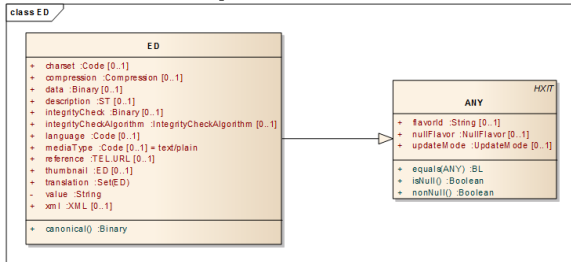 class ED
ED
+ charset :Code [0..1]
+ compression :Compression [0..1]
+ data :Binary [0..1]
+ description :ST [0..1]
+ integrityCheck :Binary [0..1]
+ integrityCheckAlgorithm :IntegrityCheckAlgorithm [0..1]
+ language :Code [0..1]
+ mediaType :Code [0..1] = text/plain
+ reference :TEL.URL [0..1]
+ thumbnail :ED [0..1]
+ translation :Set(ED)
- value :String
+ xml :XML [0..1]
+ canonical() :Binary
HXIT
ANY
+ flavorId :String [0..1]
+ nullFlavor :NullFlavor [0..1]
+ updateMode :UpdateMode [0..1]
+ equals(ANY) :BL
+ isNull() :Boolean
+ nonNull() :Boolean